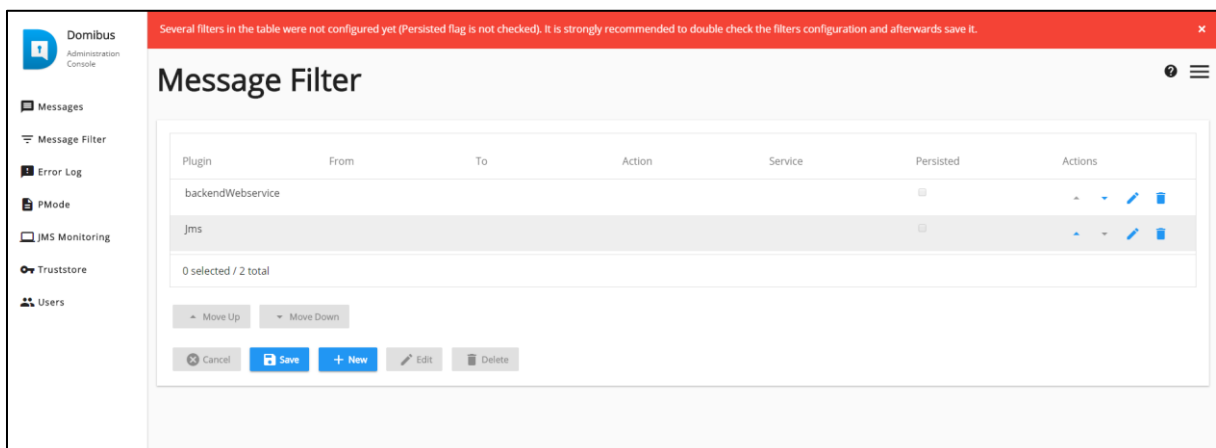 Domibus
Administration
Console
Messages
Message Filter
Error Log
PMode
JMS Monitoring
Truststore
Users
Several filters in the table were not configured yet (Persisted flag is not checked). It is strongly recommended to double check the filters configuration and afterwards save it.
×
Message Filter
?
Plugin From To Action Service Persisted Actions
backendWebservice
Jms
0 selected / 2 total
Move Up Move Down
Cancel Save + New Edit Delete